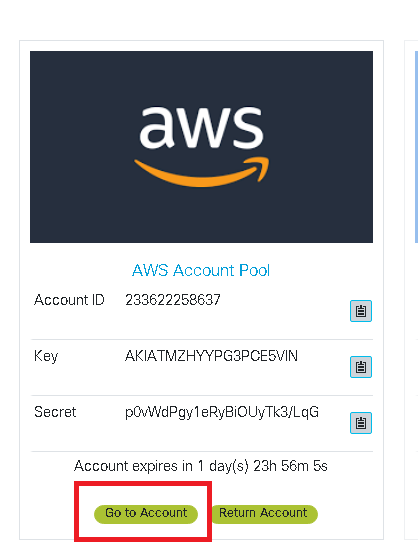 aws
AWS Account Pool
Account ID 233622258637
Key AKIATMZHYYPG3PCE5VIN
Secret p0vWdPgy1eRyBiOUyTk3/LqG
Account expires in 1 day(s) 23h 56m 5s
Go to Account Return Account